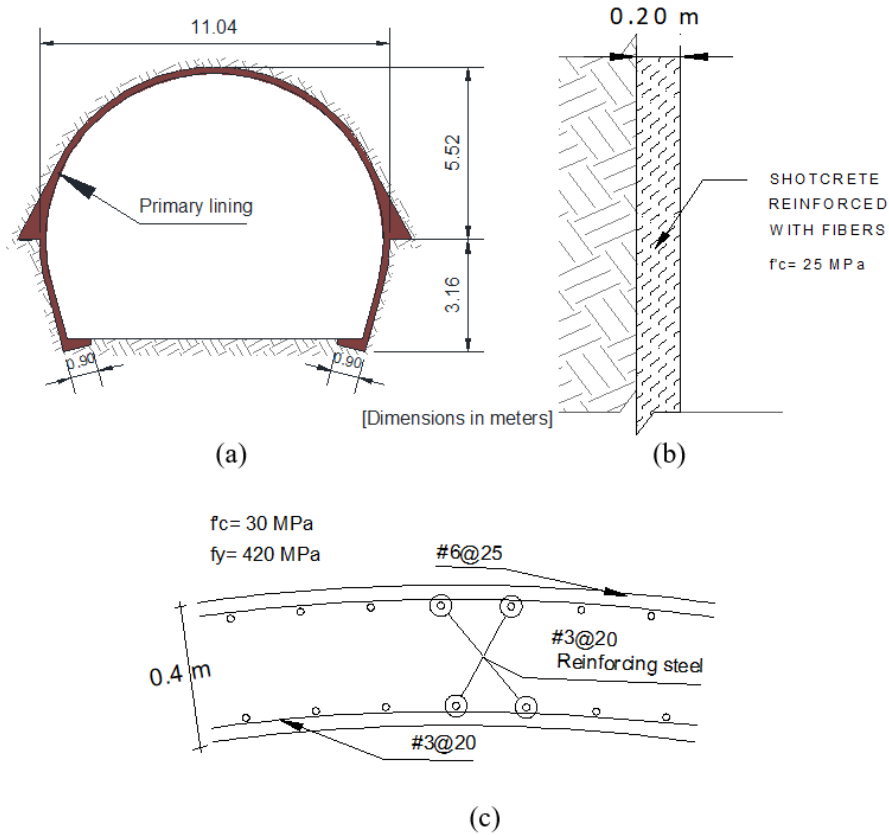 11.04
5.52
Primary lining
3.16
0.90
0.90
[Dimensions in meters]
(a)
0.20 m
SHOTCRETE
REINFORCED
WITH FIBERS
f'c= 25 MPa
(b)
f'c= 30 MPa
fy= 420 MPa
#6@25
0.4 m
#3@20
Reinforcing steel
#3@20
(c)